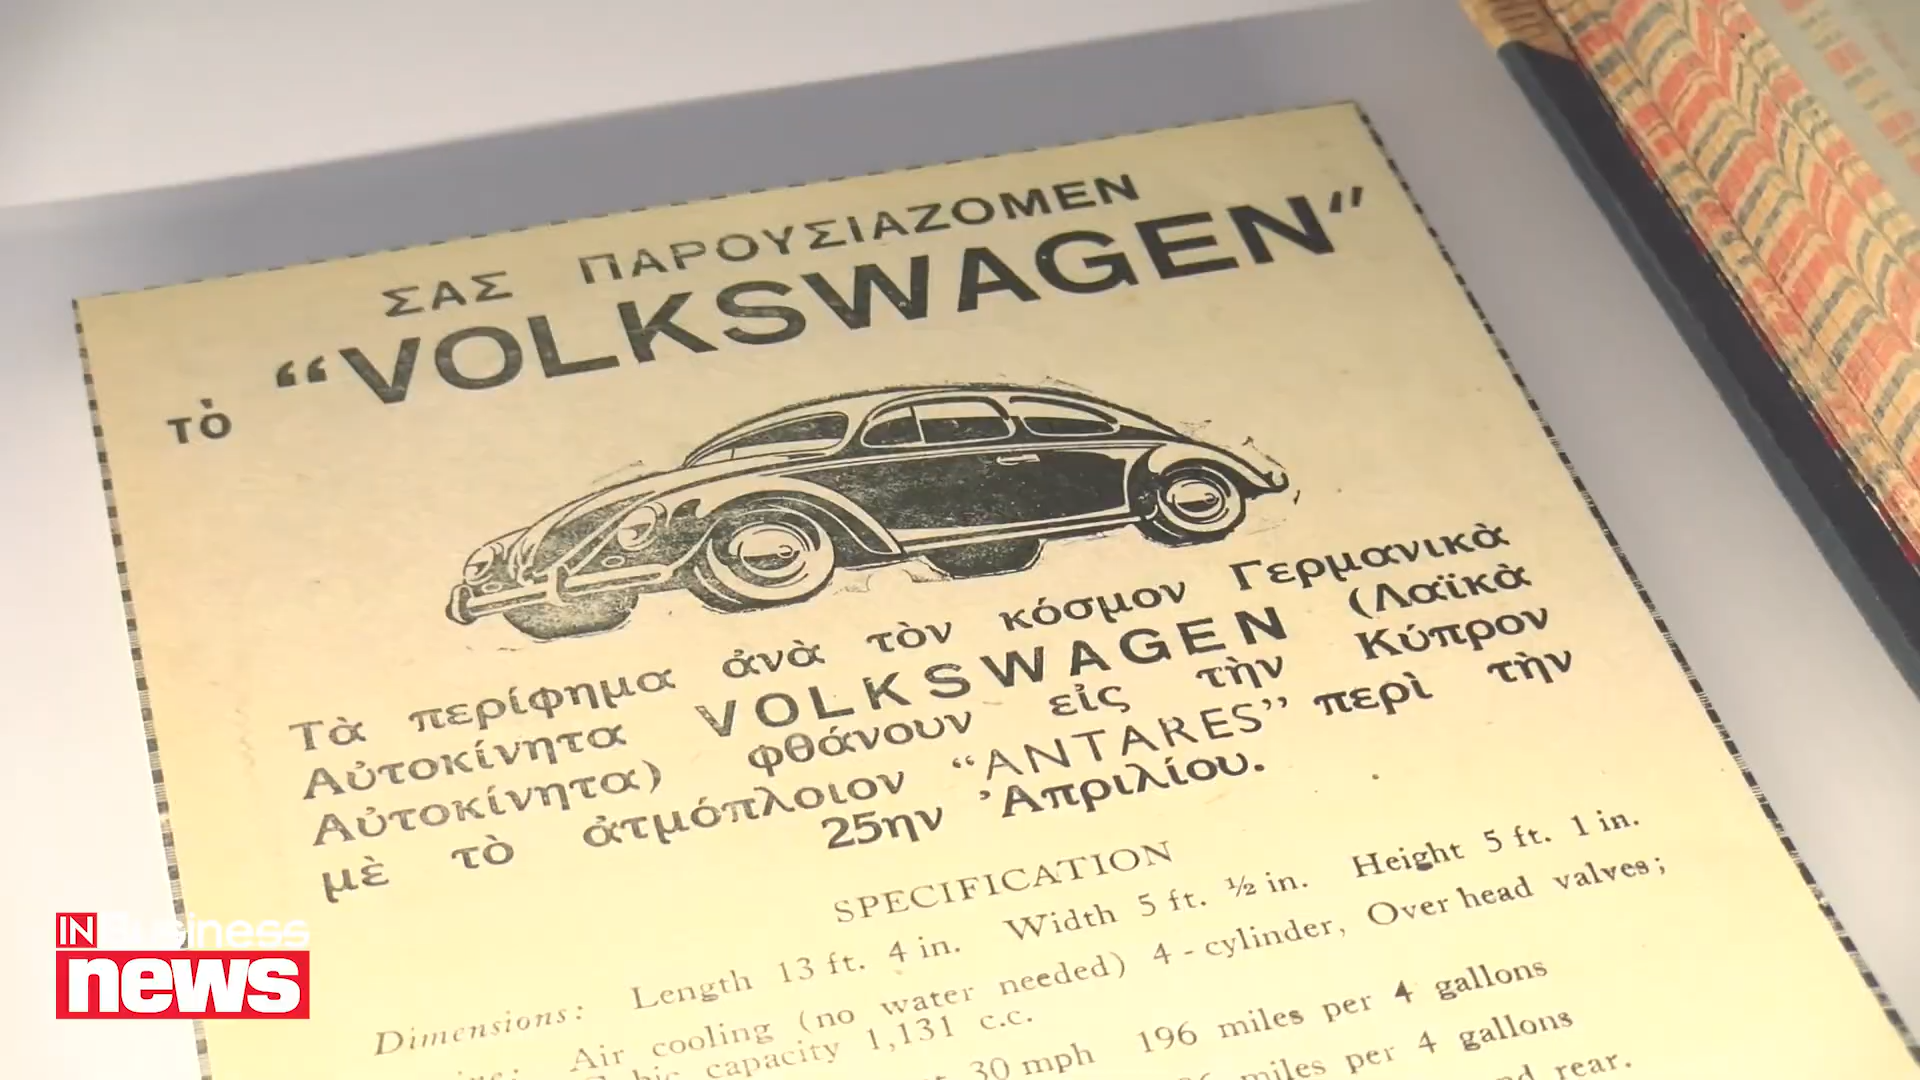 ΣΑΣ ΠΑΡΟΥΣΙΑΖΟΜΕΝ
τὸ “VOLKSWAGEN”
Τὰ περίφημα ἀνὰ τὸν κόσμον Γερμανικὰ
Αὐτοκίνητα VOLKSWAGEN (Λαϊκὰ
Αὐτοκίνητα) φθάνουν εἰς τὴν Κύπρον
μὲ τὸ ἀτμόπλοιον “ANTARES” περὶ τὴν
25ην Ἀπριλίου.
SPECIFICATION
Dimensions: Length 13 ft. 4 in. Width 5 ft. ½ in. Height 5 ft. 1 in.
Air cooling (no water needed) 4 - cylinder, Over head valves;
capacity 1,131 c.c.
30 mph 196 miles per 4 gallons
miles per 4 gallons
rear.
IN Business
news